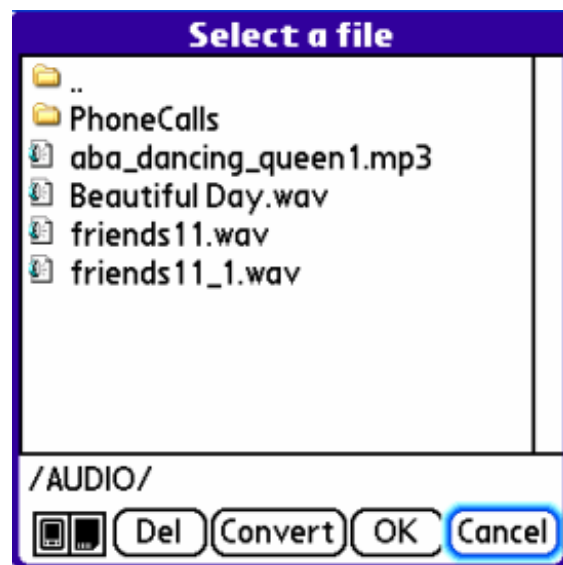 Select a file
..
PhoneCalls
aba_dancing_queen1.mp3
Beautiful Day.wav
friends11.wav
friends11_1.wav
/AUDIO/
Del Convert OK Cancel